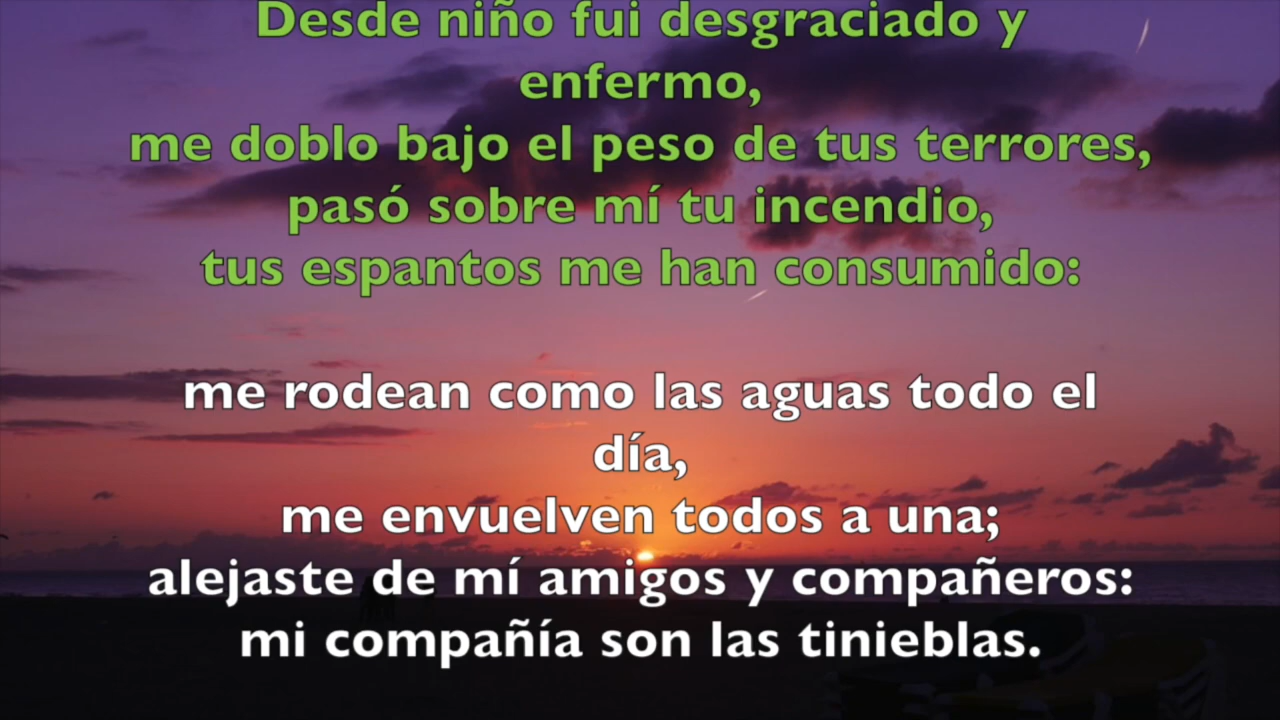 Desde niño fui desgraciado y
enfermo,
me doblo bajo el peso de tus terrores,
pasó sobre mí tu incendio,
tus espantos me han consumido:
me rodean como las aguas todo el
día,
me envuelven todos a una;
alejaste de mí amigos y compañeros:
mi compañía son las tinieblas.